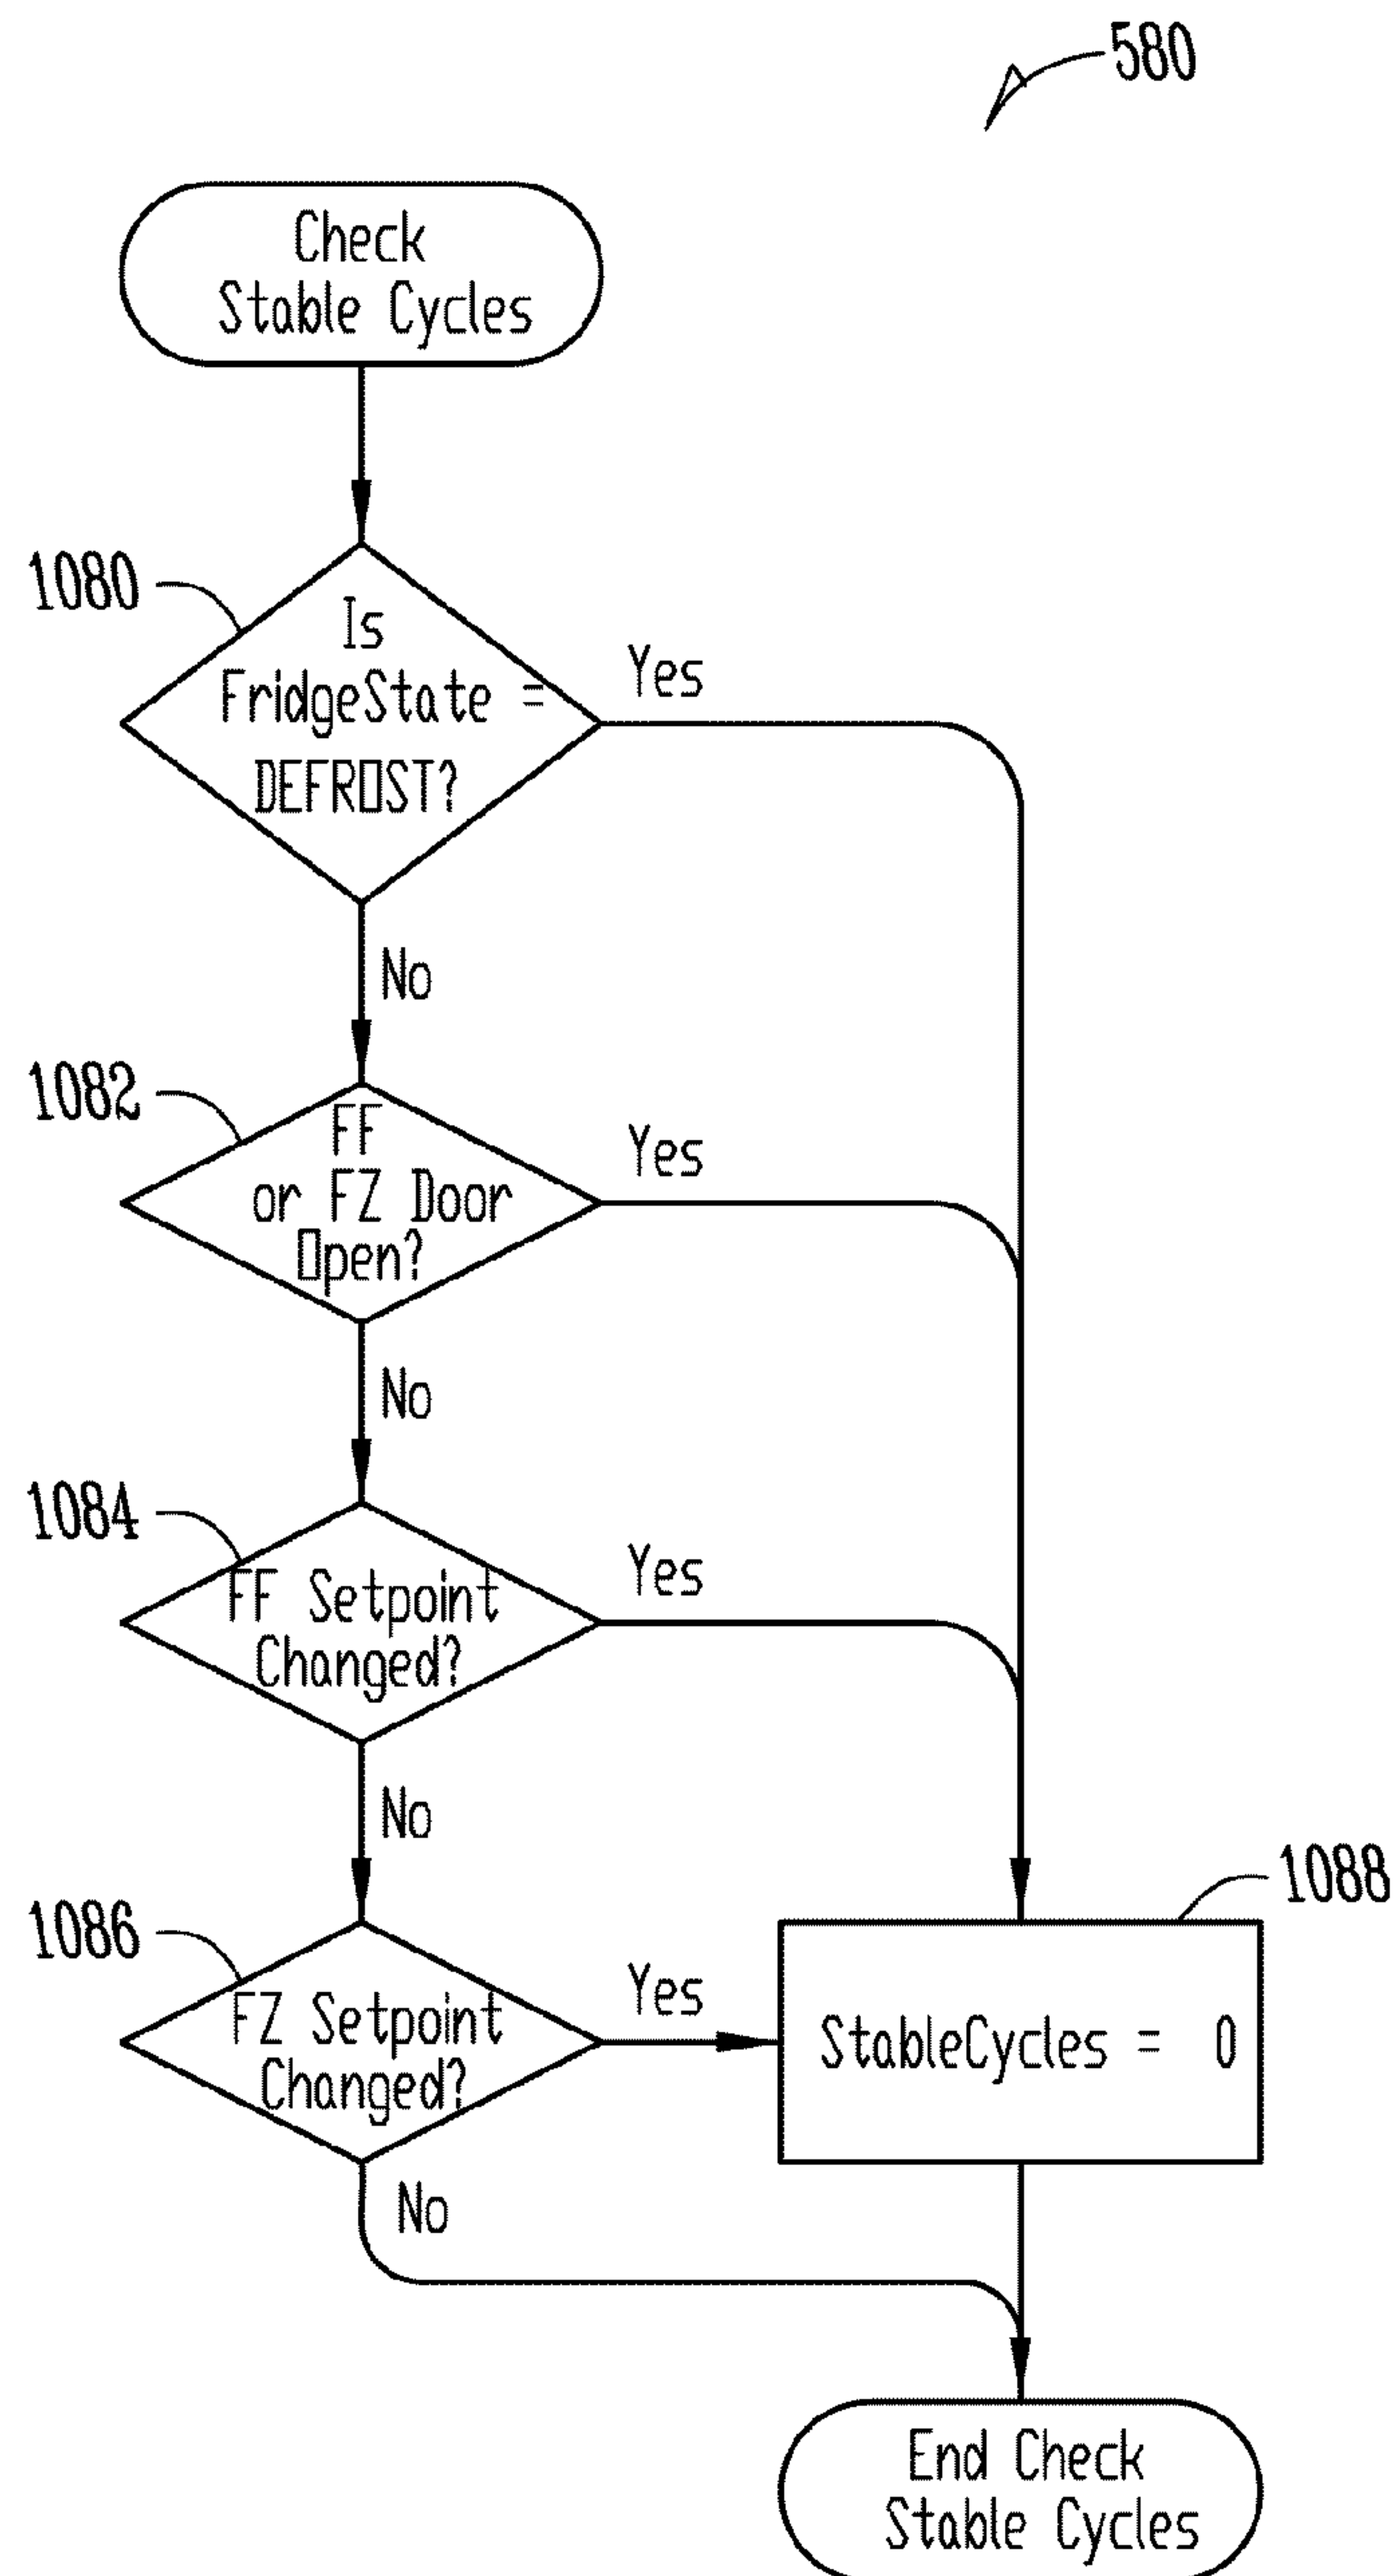 580
Check
Stable Cycles
1080
Is
FridgeState =
DEFROST?
Yes
No
1082
FF
or FZ Door
Open?
Yes
No
1084
FF Setpoint
Changed?
Yes
No
1086
FZ Setpoint
Changed?
Yes
No
1088
StableCycles = 0
End Check
Stable Cycles